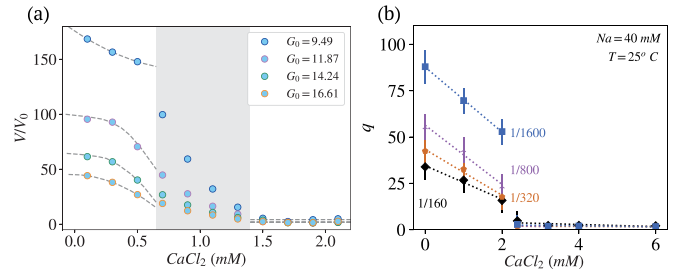 (a)
V/V₀
150
100
50
0
G₀ = 9.49
G₀ = 11.87
G₀ = 14.24
G₀ = 16.61
0.0 0.5 1.0 1.5 2.0
CaCl₂ (mM)
(b)
q
100
75
50
25
0
Na = 40 mM
T = 25° C
1/1600
1/800
1/320
1/160
0 2 4 6
CaCl₂ (mM)